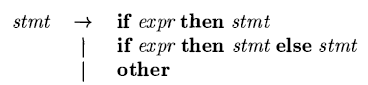 stmt → if expr then stmt
| if expr then stmt else stmt
| other